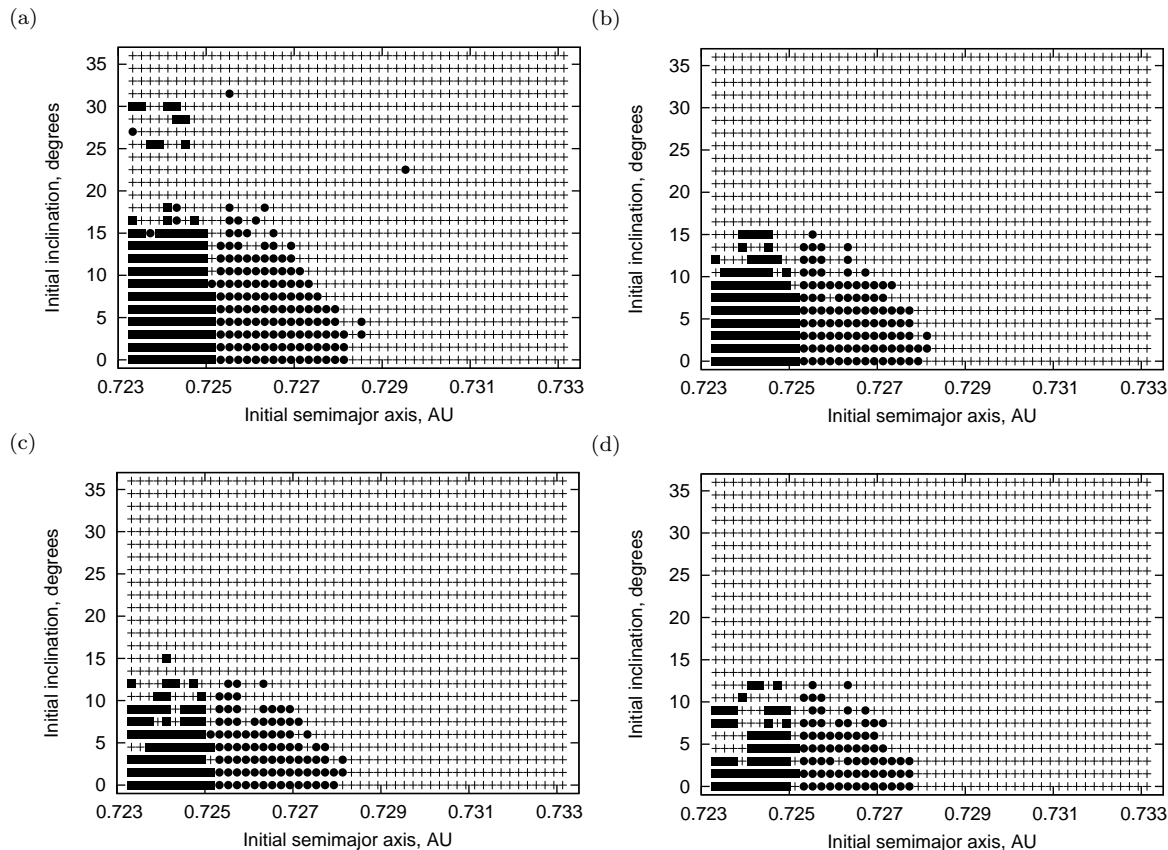 (a)
35
30
25
20
15
10
5
0
Initial inclination, degrees
0.723 0.725 0.727 0.729 0.731 0.733
Initial semimajor axis, AU
(b)
35
30
25
20
15
10
5
0
Initial inclination, degrees
0.723 0.725 0.727 0.729 0.731 0.733
Initial semimajor axis, AU
(c)
35
30
25
20
15
10
5
0
Initial inclination, degrees
0.723 0.725 0.727 0.729 0.731 0.733
Initial semimajor axis, AU
(d)
35
30
25
20
15
10
5
0
Initial inclination, degrees
0.723 0.725 0.727 0.729 0.731 0.733
Initial semimajor axis, AU